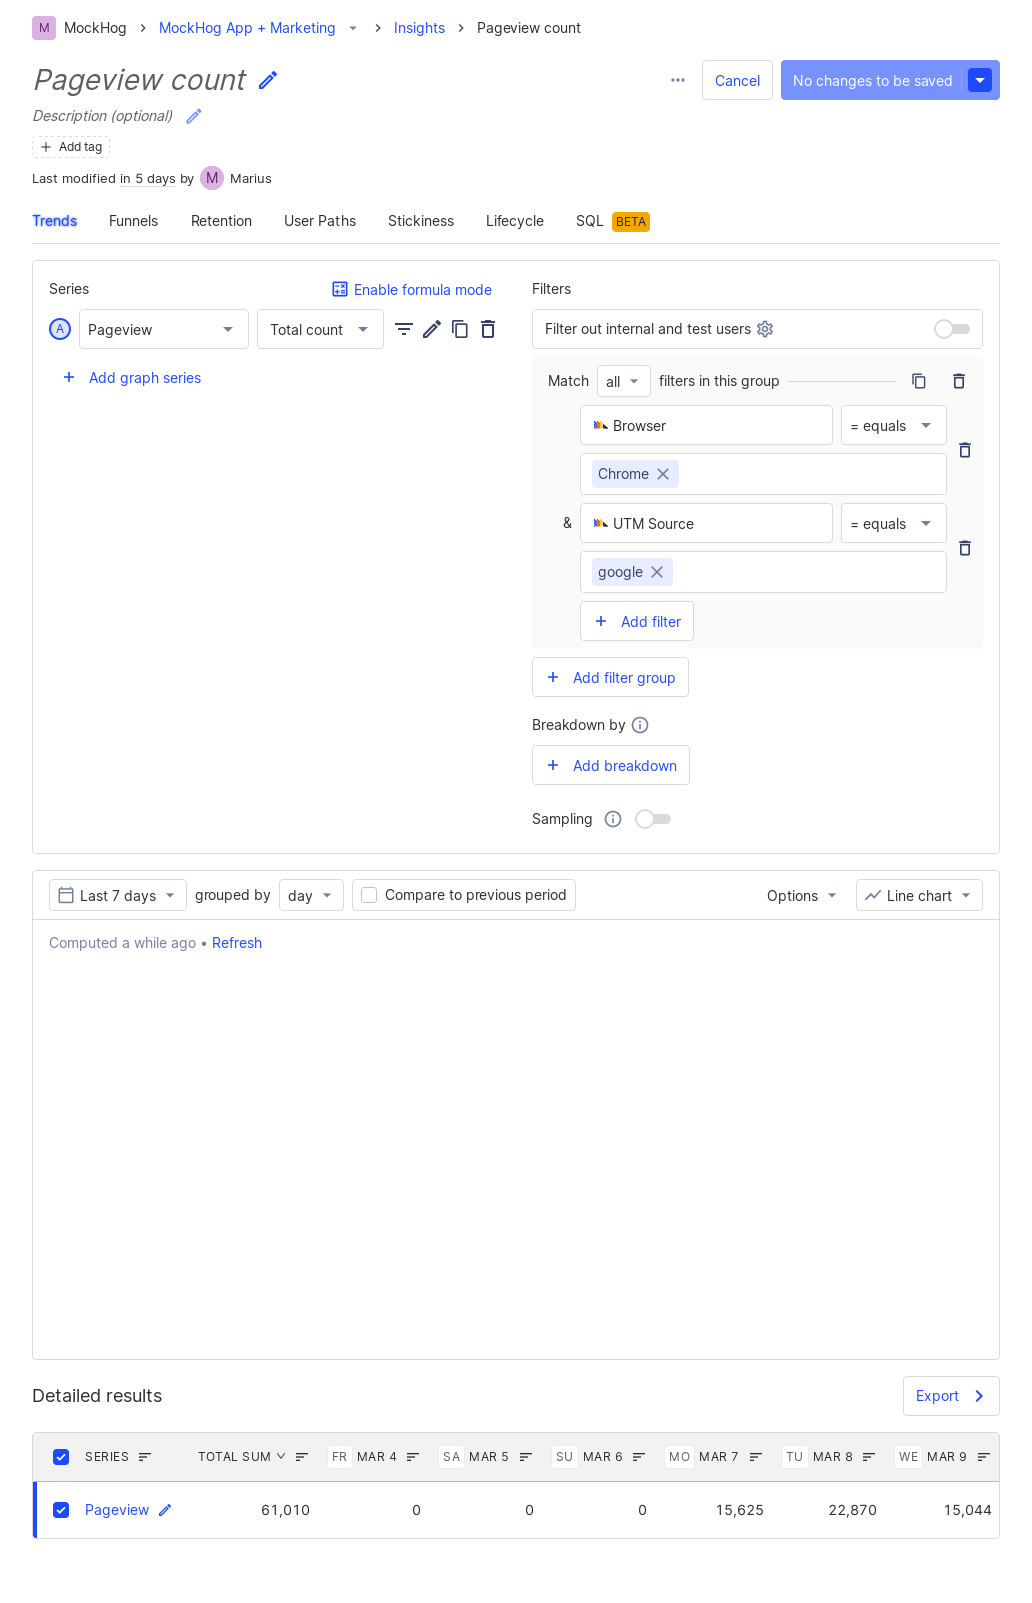 M MockHog MockHog App + Marketing Insights Pageview count
Pageview count
Cancel No changes to be saved
Description (optional)
Add tag
Last modified in 5 days by M Marius
Trends Funnels Retention User Paths Stickiness Lifecycle SQL BETA
Series Enable formula mode
A Pageview Total count
Add graph series
Filters
Filter out internal and test users
Match all filters in this group
Browser = equals
Chrome
& UTM Source = equals
google
Add filter
Add filter group
Breakdown by
Add breakdown
Sampling
Last 7 days grouped by day Compare to previous period Options Line chart
Computed a while ago • Refresh
Detailed results Export
SERIES TOTAL SUM FR MAR 4 SA MAR 5 SU MAR 6 MO MAR 7 TU MAR 8 WE MAR 9
Pageview 61,010 0 0 0 15,625 22,870 15,044